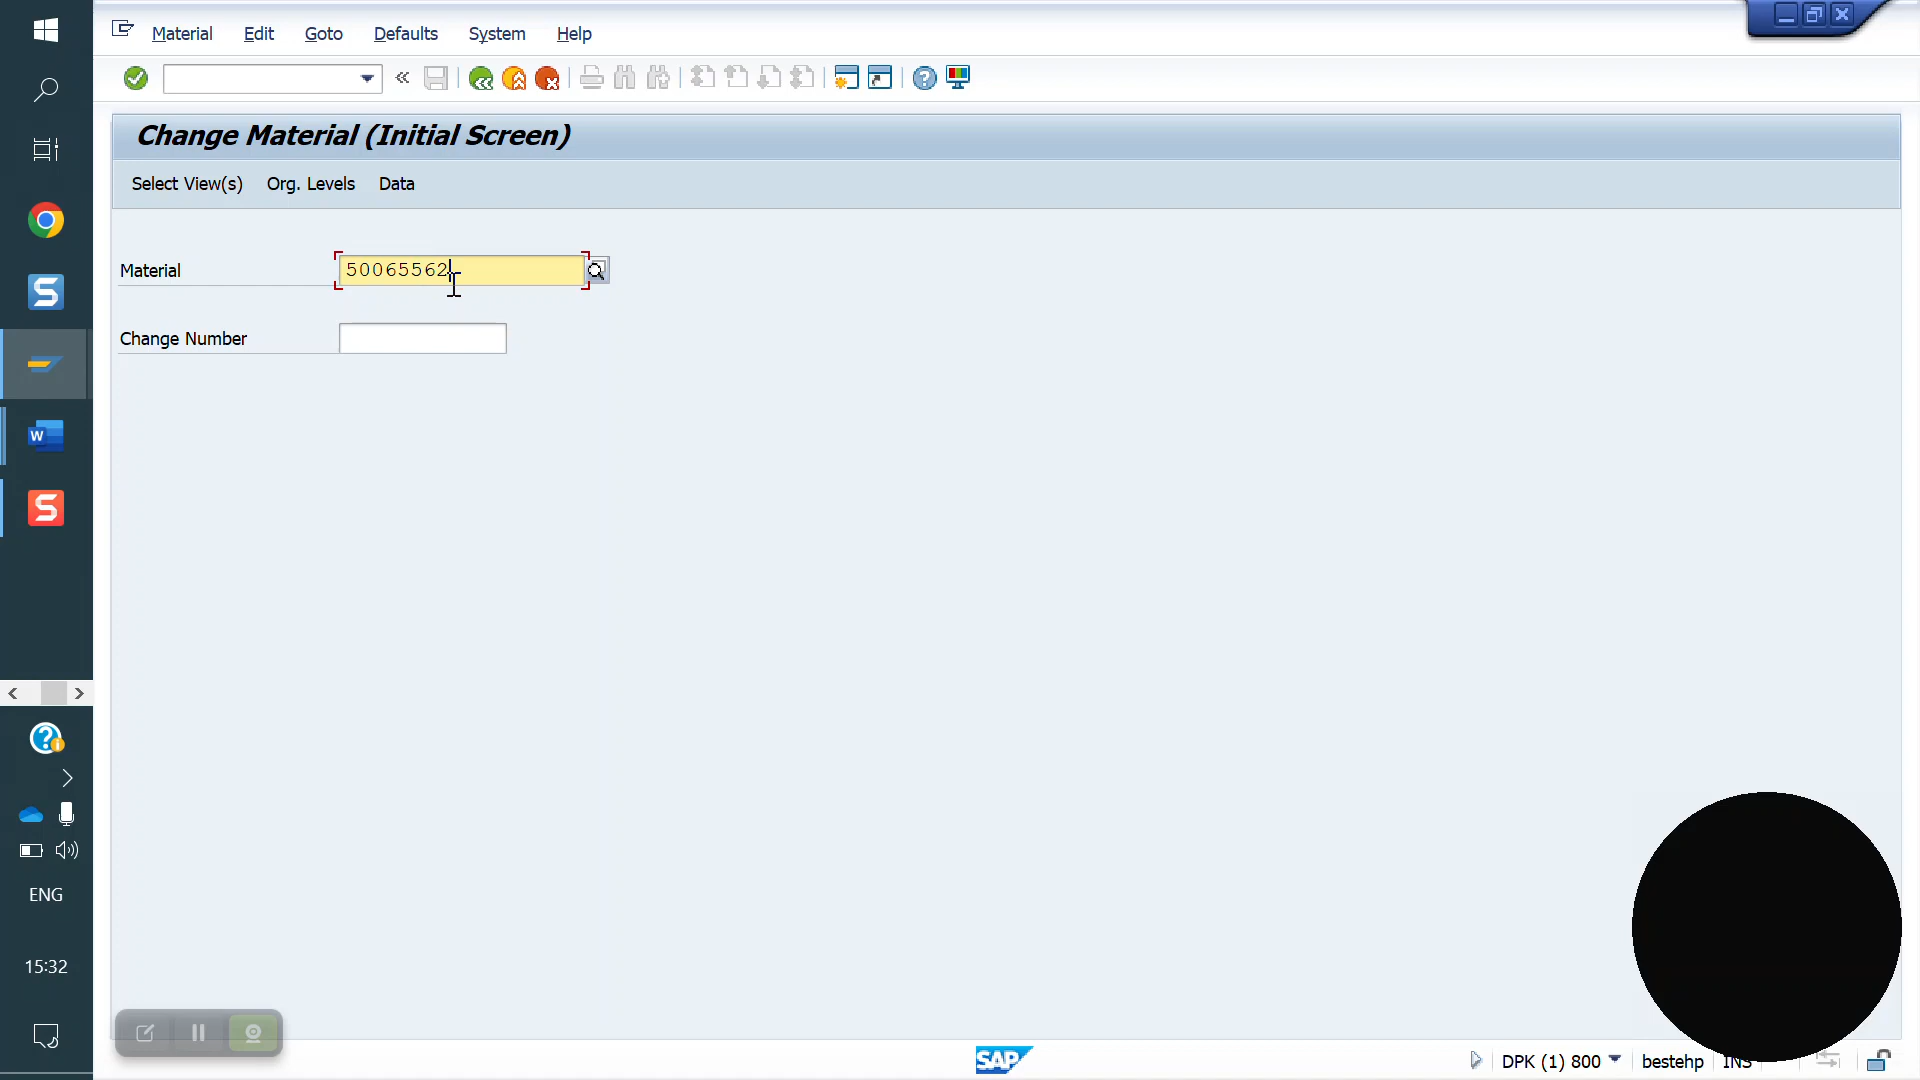 Material Edit Goto Defaults System Help
Change Material (Initial Screen)
Select View(s) Org. Levels Data
Material 50065562
Change Number
W
ENG
15:32
SAP DPK (1) 800 bestehp INS